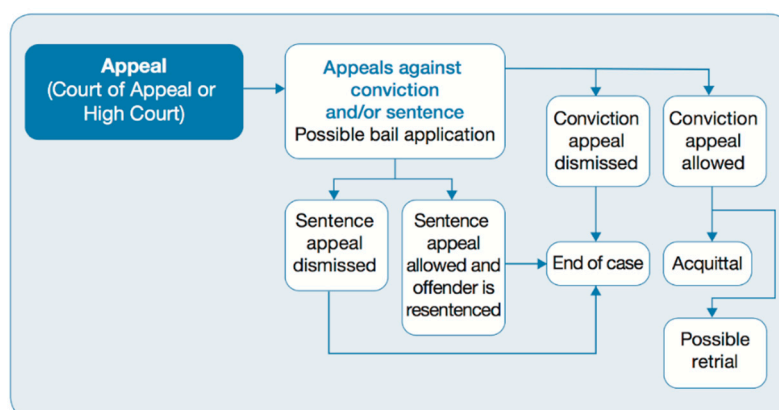 Appeal
(Court of Appeal or
High Court)
Appeals against
conviction
and/or sentence
Possible bail application
Conviction
appeal
dismissed
Conviction
appeal
allowed
Sentence
appeal
dismissed
Sentence
appeal
allowed and
offender is
resentenced
End of case
Acquittal
Possible
retrial